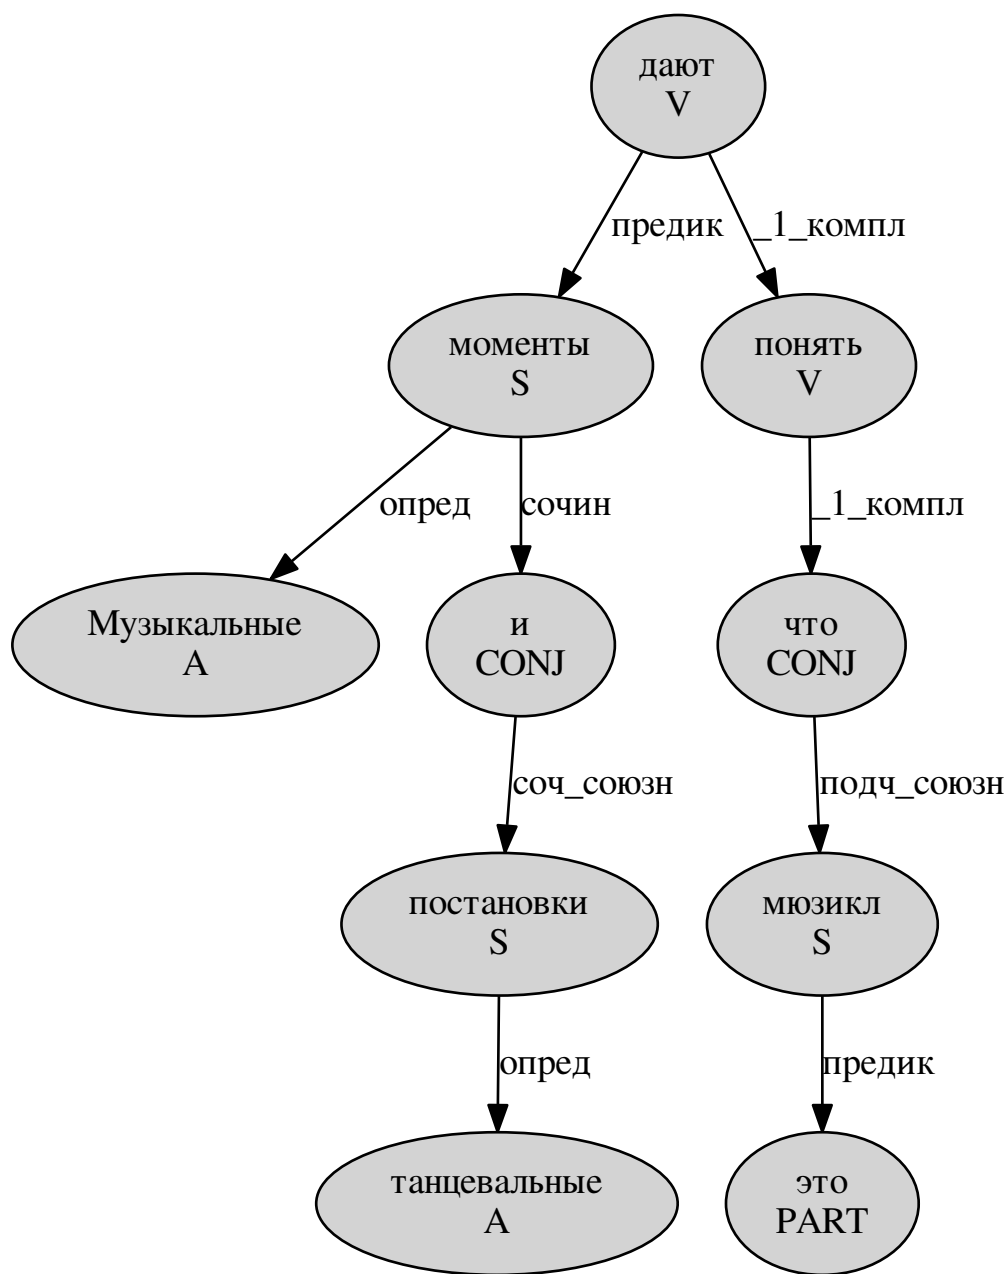 дают
V
предик
_1_компл
моменты
S
понять
V
опред
сочин
_1_компл
Музыкальные
A
и
CONJ
что
CONJ
соч_союзн
подч_союзн
постановки
S
мюзикл
S
опред
предик
танцевальные
A
это
PART